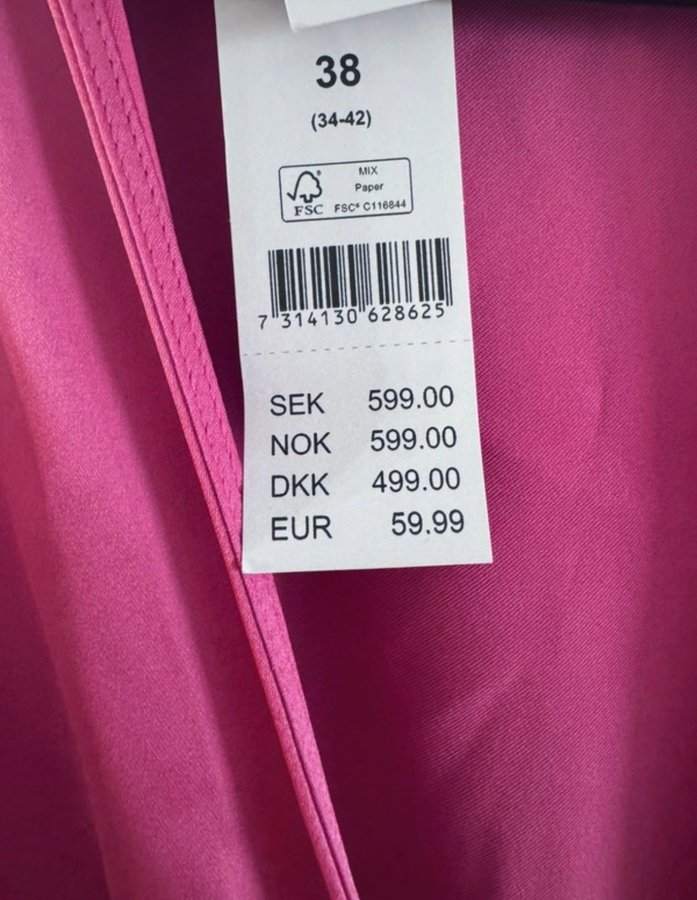 38
(34-42)
MIX
Paper
FSC
FSC® C116844
7 314130 628625
SEK 599.00
NOK 599.00
DKK 499.00
EUR 59.99